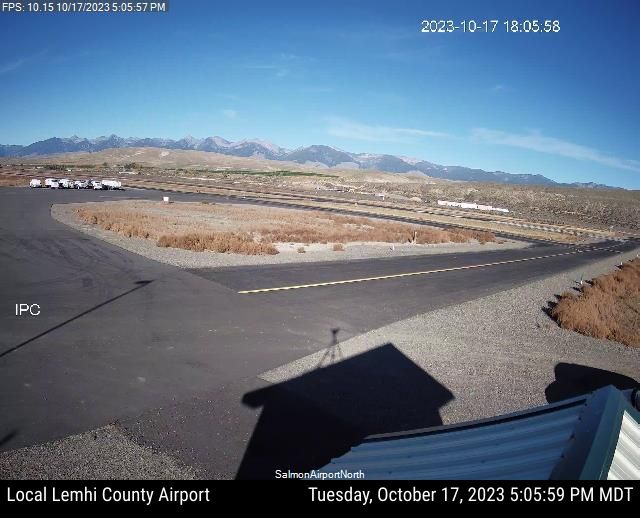 FPS: 10.15 10/17/2023 5:05:57 PM
2023-10-17 18:05:58
IPC
SalmonAirportNorth
Local Lemhi County Airport Tuesday, October 17, 2023 5:05:59 PM MDT